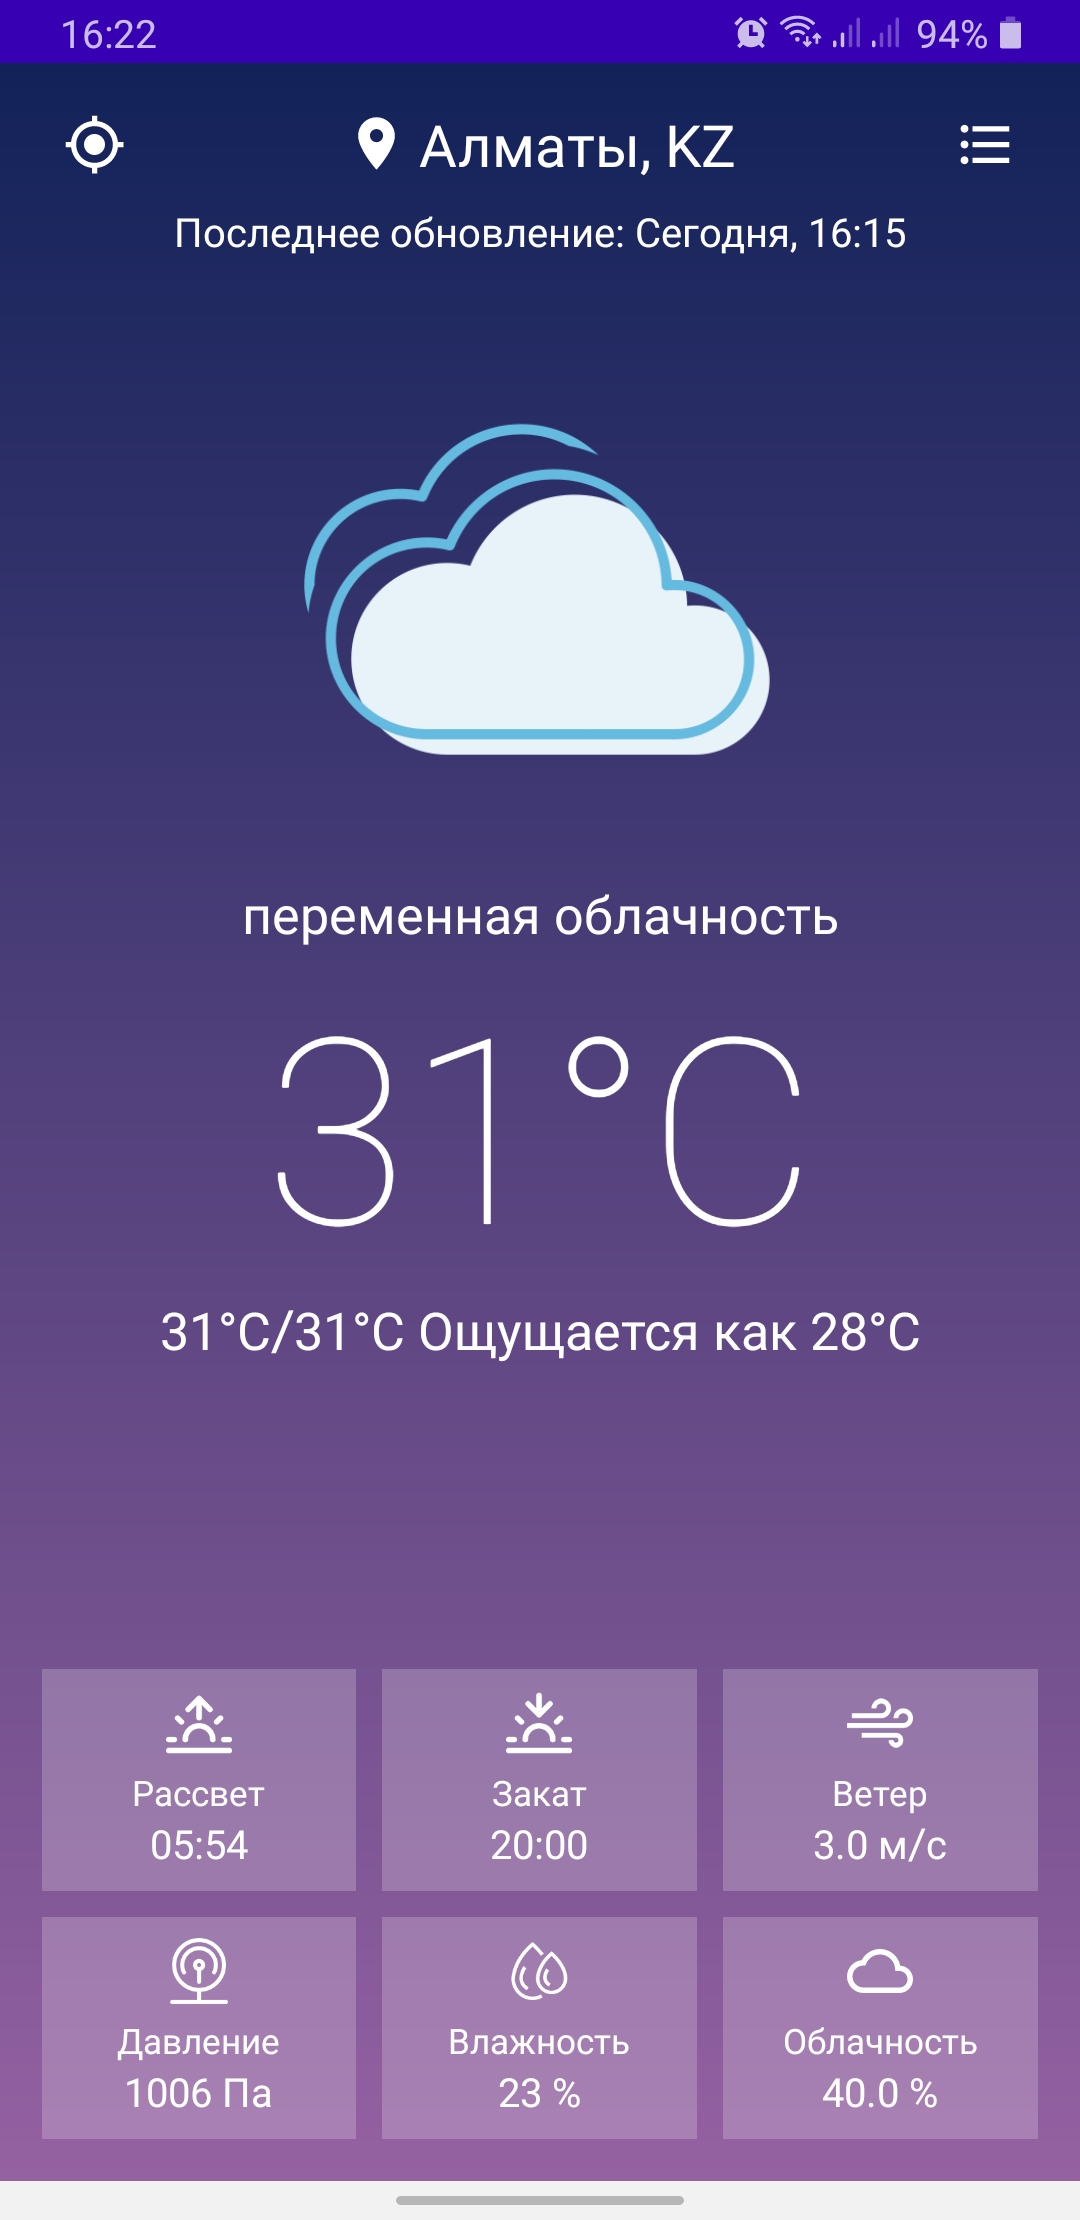 16:22
94%
Алматы, KZ
Последнее обновление: Сегодня, 16:15
переменная облачность
31°C
31°C/31°C Ощущается как 28°C
Рассвет
05:54
Закат
20:00
Ветер
3.0 м/с
Давление
1006 Па
Влажность
23 %
Облачность
40.0 %